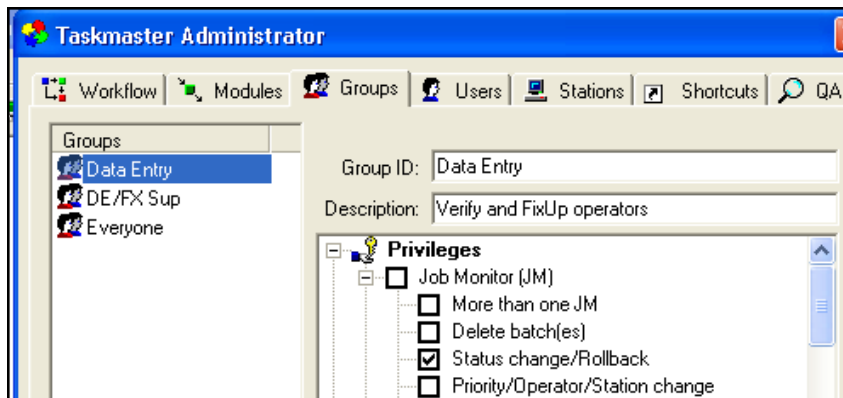 Taskmaster Administrator
Workflow Modules Groups Users Stations Shortcuts QA
Groups
Data Entry
DE/FX Sup
Everyone
Group ID: Data Entry
Description: Verify and FixUp operators
Privileges
Job Monitor (JM)
More than one JM
Delete batch(es)
Status change/Rollback
Priority/Operator/Station change